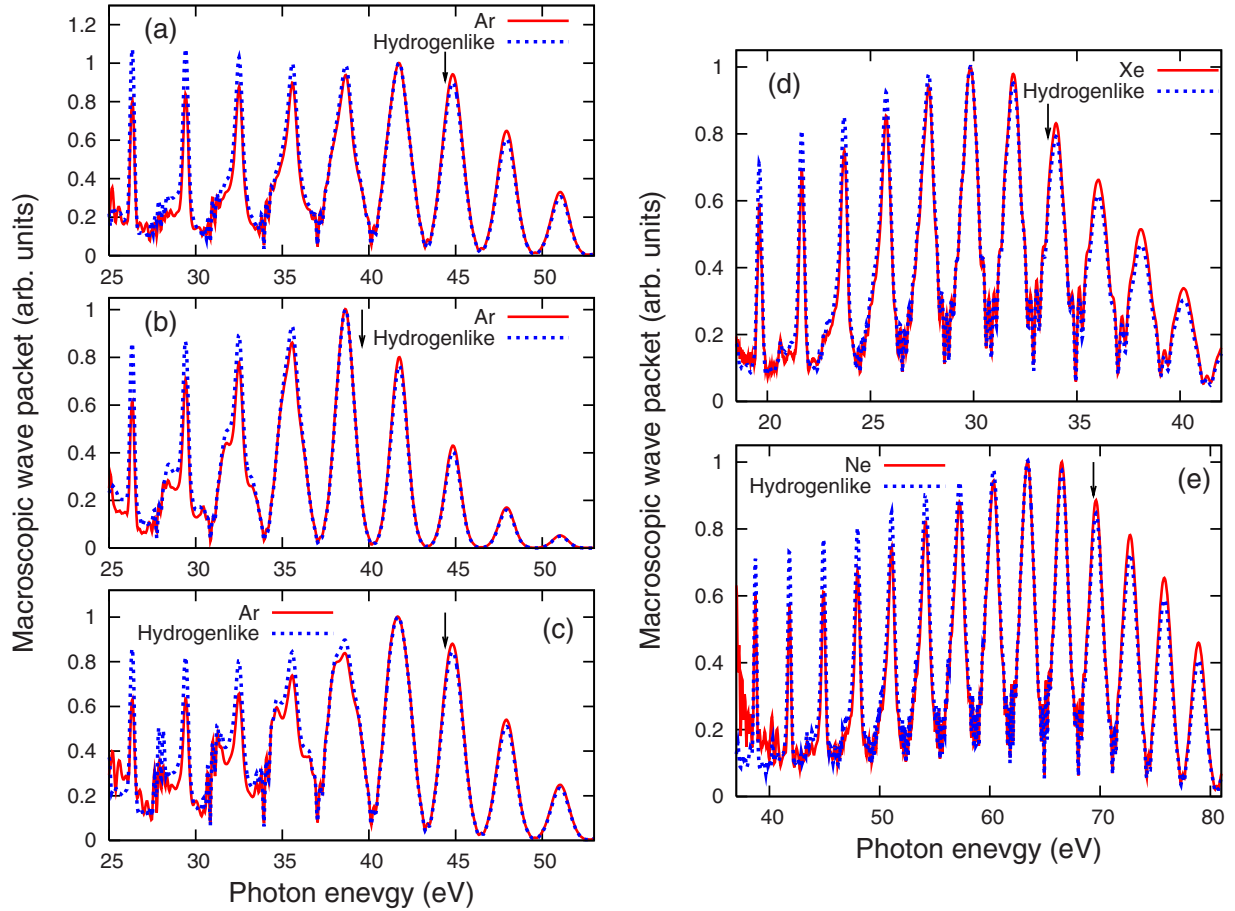 Macroscopic wave packet (arb. units)
(a)
Ar
Hydrogenlike
1.2
1
0.8
0.6
0.4
0.2
0
25 30 35 40 45 50
(b)
Ar
Hydrogenlike
1
0.8
0.6
0.4
0.2
0
25 30 35 40 45 50
(c)
Ar
Hydrogenlike
1
0.8
0.6
0.4
0.2
0
25 30 35 40 45 50
Photon enevgy (eV)
Macroscopic wave packet (arb. units)
(d)
Xe
Hydrogenlike
1
0.8
0.6
0.4
0.2
0
20 25 30 35 40
(e)
Ne
Hydrogenlike
1
0.8
0.6
0.4
0.2
0
40 50 60 70 80
Photon enevgy (eV)